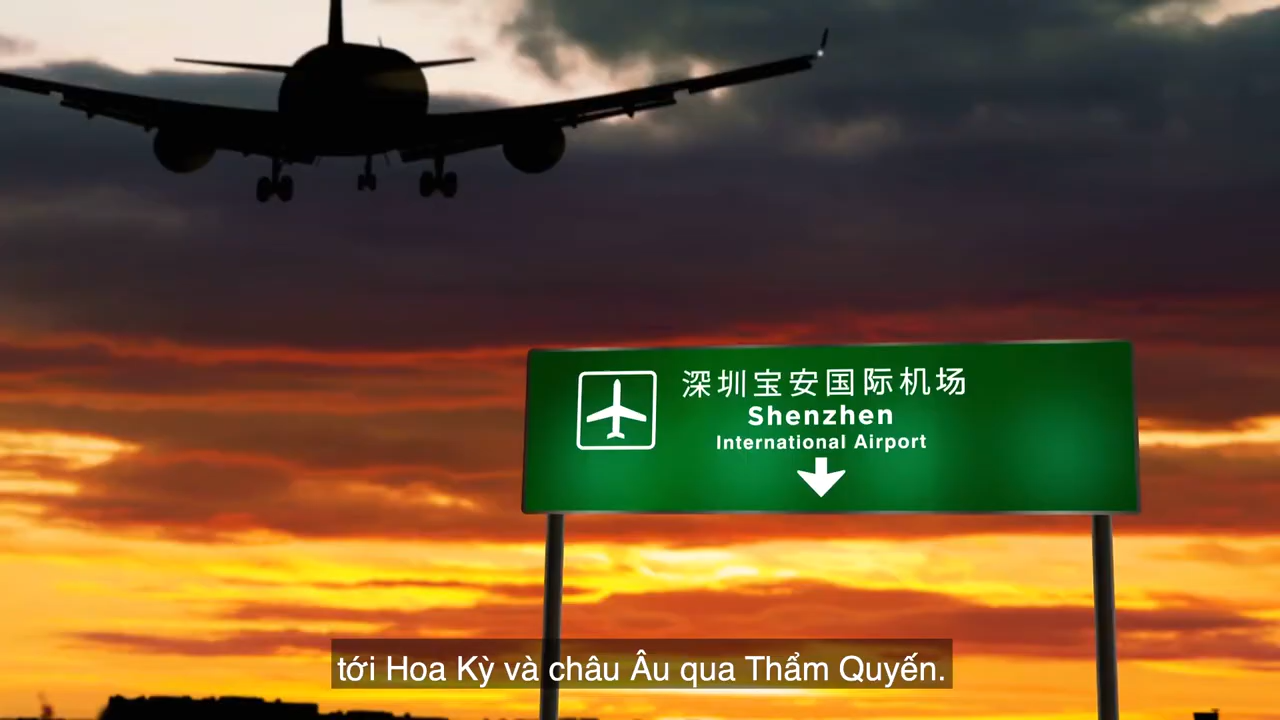 深圳宝安国际机场
Shenzhen
International Airport
tới Hoa Kỳ và châu Âu qua Thẩm Quyến.